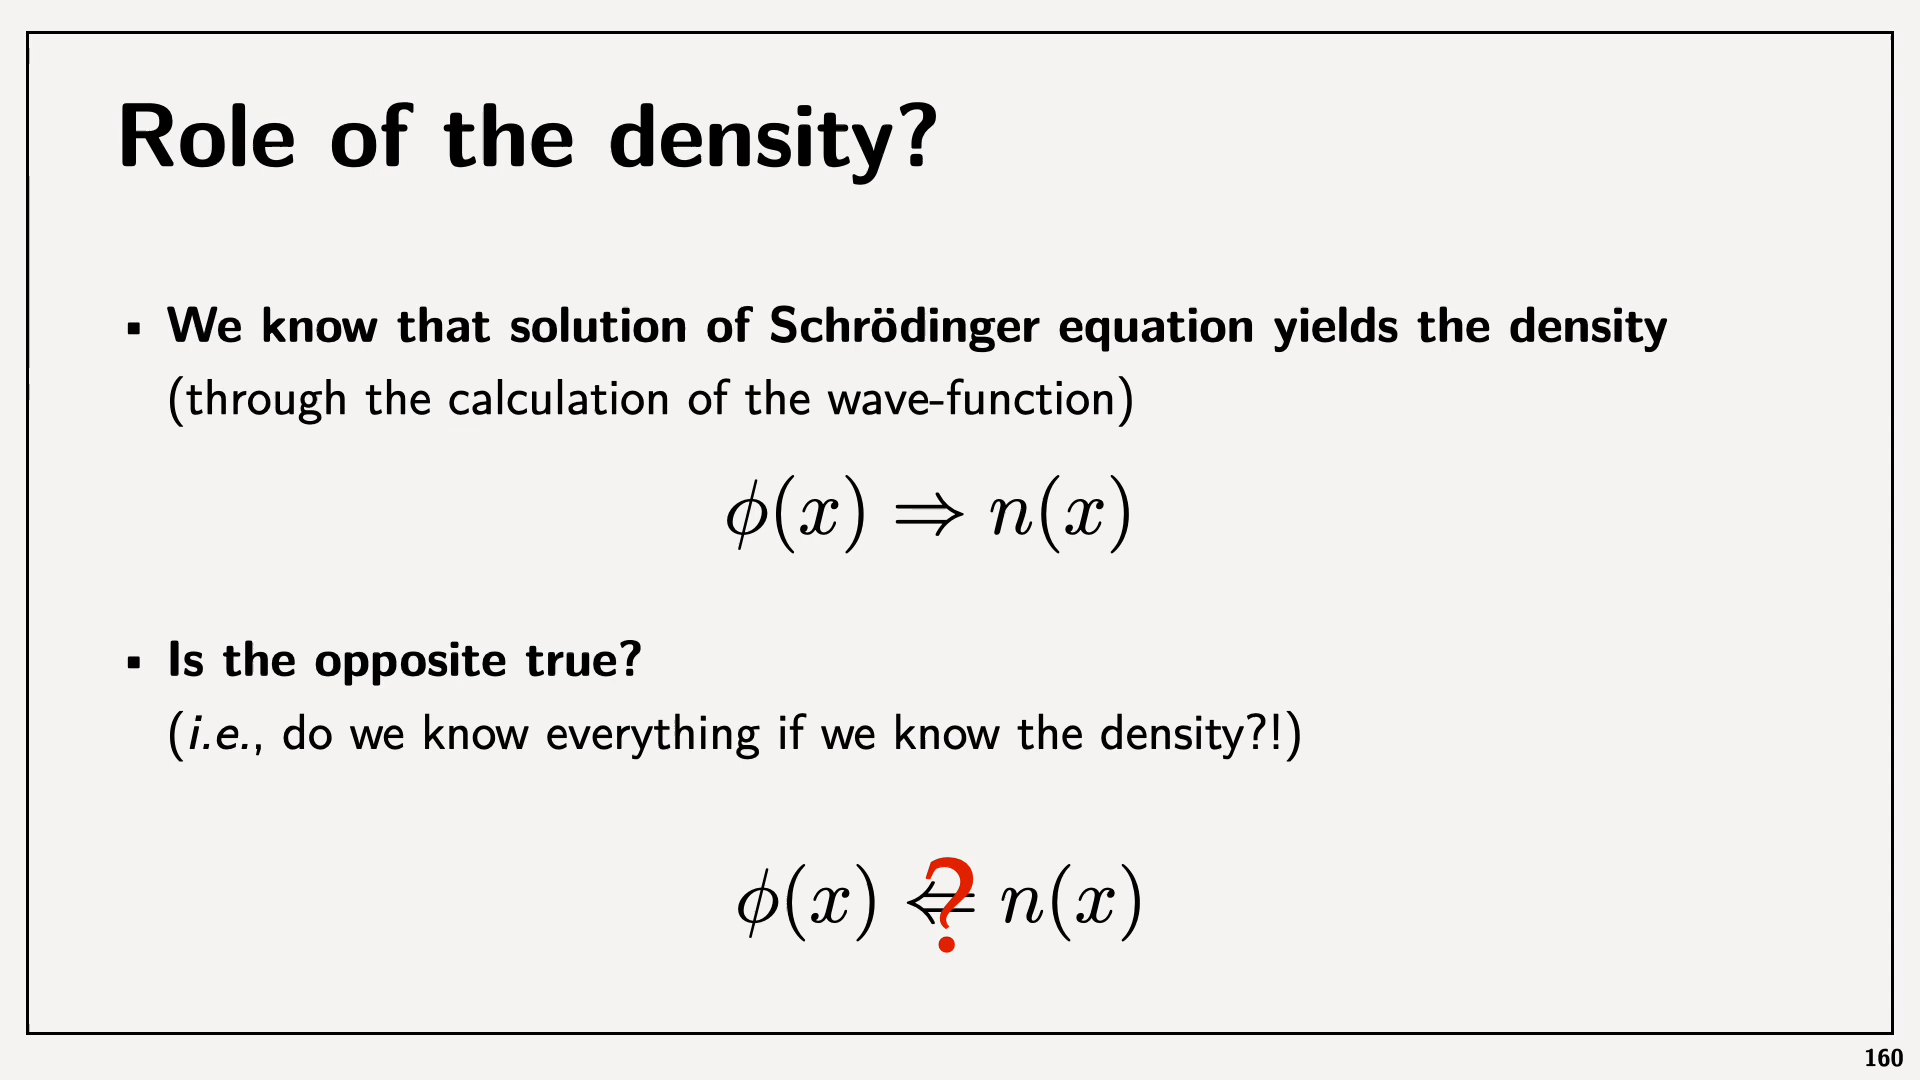 Role of the density?
▪ We know that solution of Schrödinger equation yields the density
(through the calculation of the wave-function)
ϕ(x) ⇒ n(x)
▪ Is the opposite true?
(i.e., do we know everything if we know the density?!)
ϕ(x) ⇐ ? n(x)
160